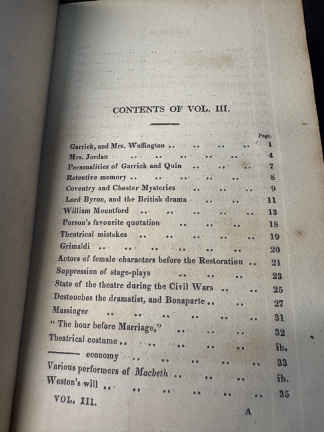 CONTENTS OF VOL. III.
Page.
Garrick, and Mrs. Woffington .. .. .. .. 1
Mrs. Jordan .. .. .. .. .. 4
Personalities of Garrick and Quin .. .. .. 7
Retentive memory .. .. .. .. .. 8
Coventry and Chester Mysteries .. .. .. 9
Lord Byron, and the British drama .. .. 11
William Mountford .. .. .. .. .. 13
Porson's favourite quotation .. .. .. 18
Theatrical mistakes .. .. .. .. .. 19
Grimaldi .. .. .. .. .. .. 20
Actors of female characters before the Restoration .. 21
Suppression of stage-plays .. .. .. 23
State of the theatre during the Civil Wars .. .. 25
Destouches the dramatist, and Bonaparte .. .. 27
Massinger .. .. .. .. .. 31
"The hour before Marriage," .. .. .. 32
Theatrical costume .. .. .. .. .. ib.
——— economy .. .. .. .. 33
Various performers of Macbeth .. .. .. ib.
Weston's will .. .. .. .. .. 35
VOL. III. A